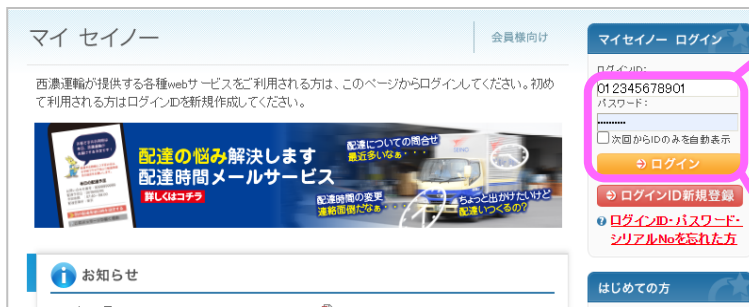 マイ セイノー
会員様向け
西濃運輸が提供する各種webサービスをご利用される方は、このページからログインしてください。初め
て利用される方はログインIDを新規作成してください。
配達の悩み解決します
配達時間メールサービス
詳しくはコチラ
配達についての問合せ
最近多いなぁ・・・
配達時間の変更
連絡面倒だなぁ・・・
ちょっと出かけたいけど
配達いつくるの?
お知らせ
マイセイノー ログイン
ログインID:
012345678901
パスワード:
次回からIDのみを自動表示
ログイン
ログインID新規登録
ログインID・パスワード・
シリアルNoを忘れた方
はじめての方